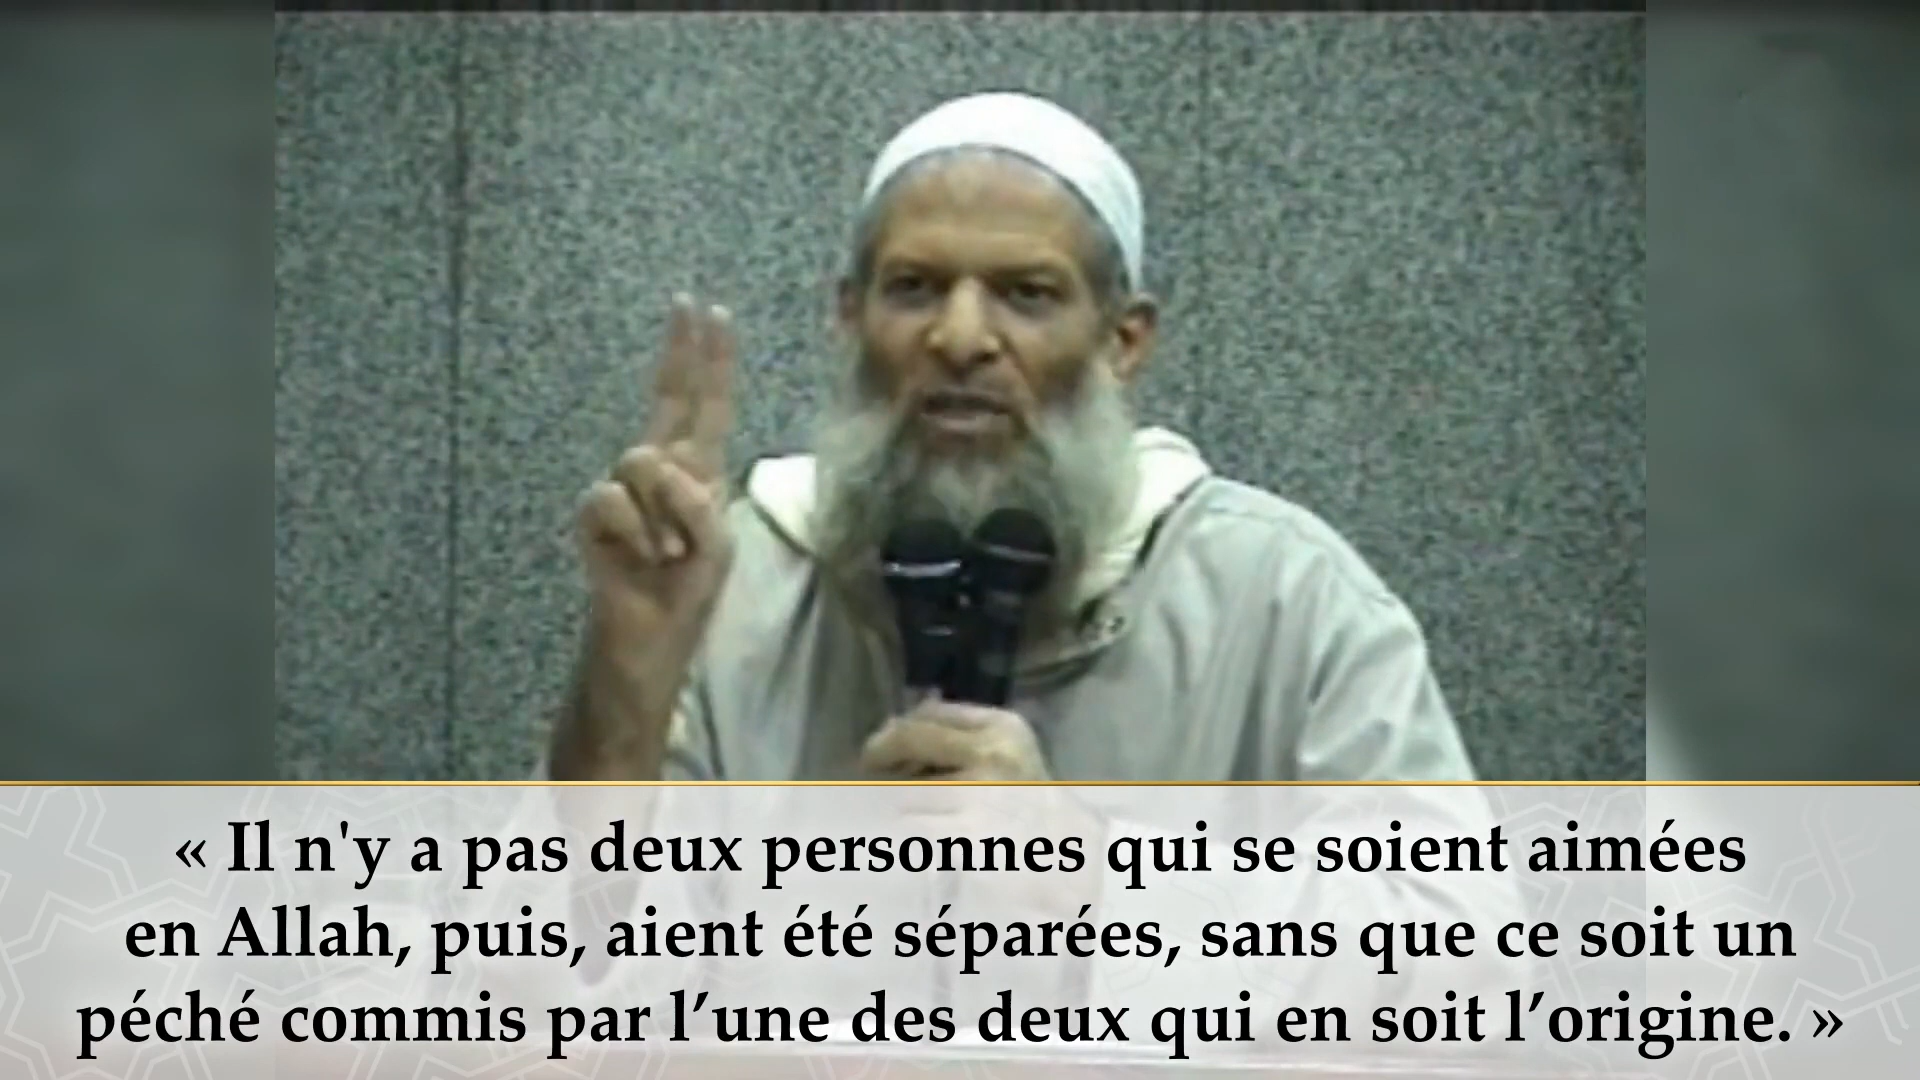 « Il n'y a pas deux personnes qui se soient aimées
en Allah, puis, aient été séparées, sans que ce soit un
péché commis par l’une des deux qui en soit l’origine. »